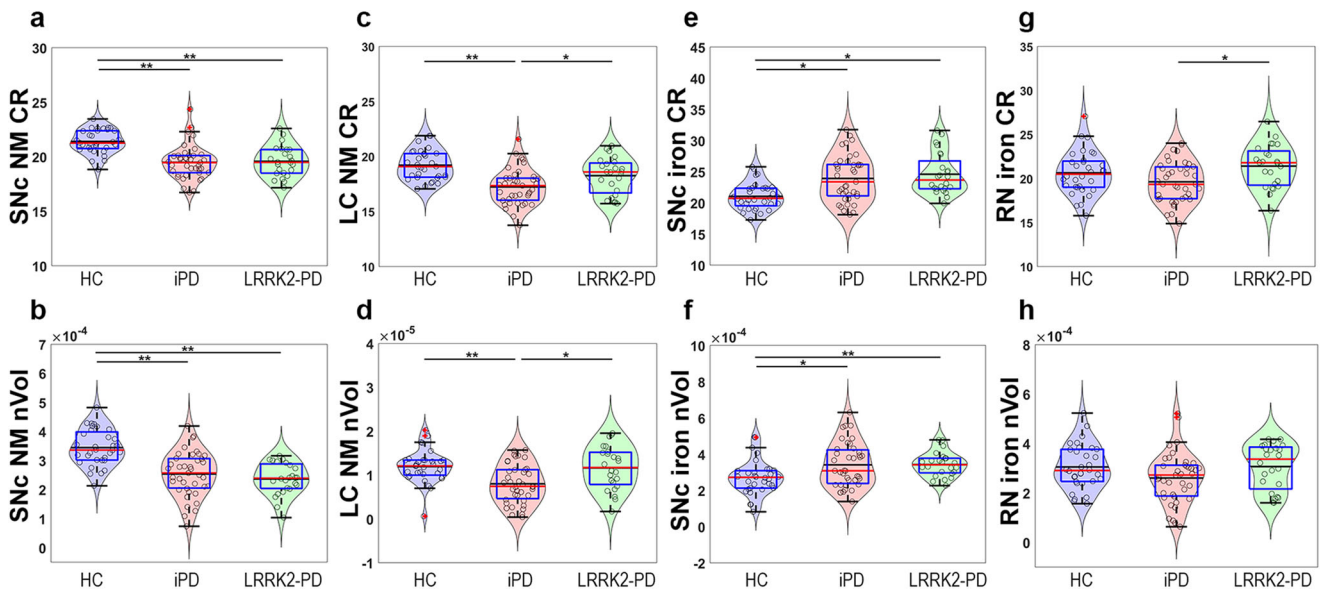 a
SNc NM CR
30
25
20
15
10
**
**
HC iPD LRRK2-PD
c
LC NM CR
30
25
20
15
10
** *
HC iPD LRRK2-PD
e
SNc iron CR
45
40
35
30
25
20
15
10
*
*
HC iPD LRRK2-PD
g
RN iron CR
35
30
25
20
15
10
*
HC iPD LRRK2-PD
b
×10⁻⁴
SNc NM nVol
7
6
5
4
3
2
1
0
**
**
HC iPD LRRK2-PD
d
×10⁻⁵
LC NM nVol
4
3
2
1
0
-1
** *
HC iPD LRRK2-PD
f
×10⁻⁴
SNc iron nVol
10
8
6
4
2
0
-2
**
*
HC iPD LRRK2-PD
h
×10⁻⁴
RN iron nVol
8
6
4
2
0
HC iPD LRRK2-PD